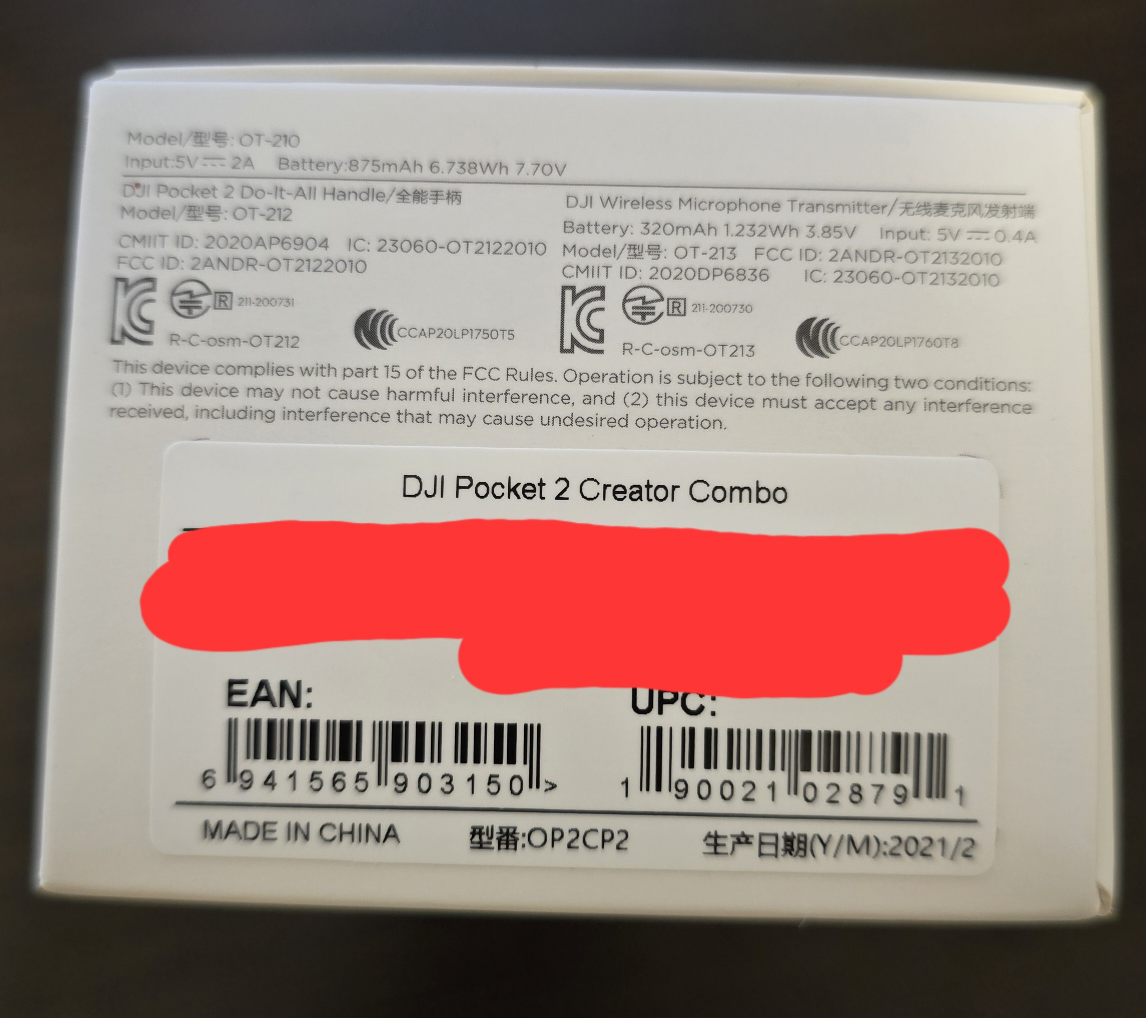 Model/型号: OT-210
Input:5V⎓2A Battery:875mAh 6.738Wh 7.70V
DJI Pocket 2 Do-It-All Handle/全能手柄
Model/型号: OT-212
CMIIT ID: 2020AP6904 IC: 23060-OT2122010
FCC ID: 2ANDR-OT2122010
R 211-200731
CCAP20LP1750T5
R-C-osm-OT212
DJI Wireless Microphone Transmitter/无线麦克风发射端
Battery: 320mAh 1.232Wh 3.85V Input: 5V⎓0.4A
Model/型号: OT-213 FCC ID: 2ANDR-OT2132010
CMIIT ID: 2020DP6836 IC: 23060-OT2132010
R 211-200730
CCAP20LP1760T8
R-C-osm-OT213
This device complies with part 15 of the FCC Rules. Operation is subject to the following two conditions:
(1) This device may not cause harmful interference, and (2) this device must accept any interference
received, including interference that may cause undesired operation.
DJI Pocket 2 Creator Combo
EAN:
6 941565 903150 >
UPC:
1 90021 02879 1
MADE IN CHINA 型番:OP2CP2 生产日期(Y/M):2021/2